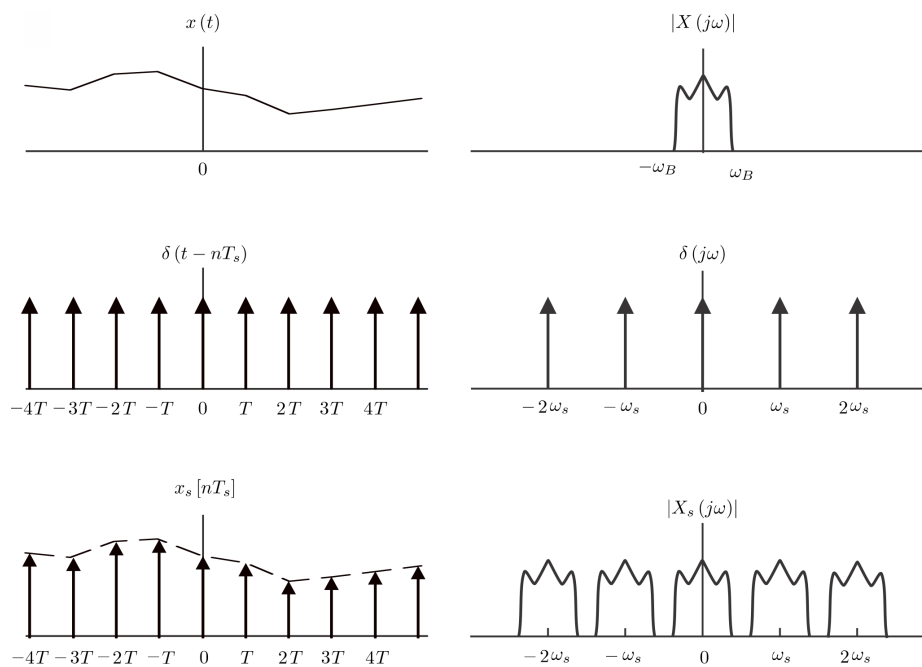 x (t)
|X (jω)|
0
−ω_B
ω_B
δ (t − nT_s)
δ (jω)
−4T −3T −2T −T 0 T 2T 3T 4T
−2ω_s −ω_s 0 ω_s 2ω_s
x_s [nT_s]
|X_s (jω)|
−4T −3T −2T −T 0 T 2T 3T 4T
−2ω_s −ω_s 0 ω_s 2ω_s